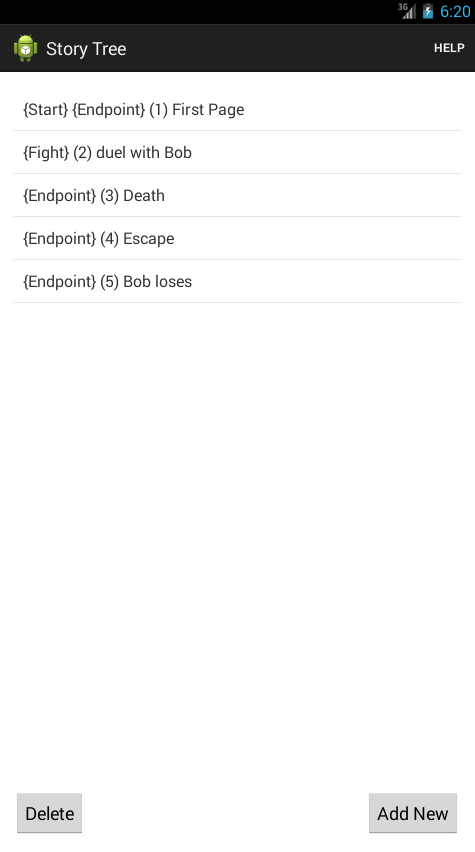 3G 6:20
Story Tree HELP
{Start} {Endpoint} (1) First Page
{Fight} (2) duel with Bob
{Endpoint} (3) Death
{Endpoint} (4) Escape
{Endpoint} (5) Bob loses
Delete Add New